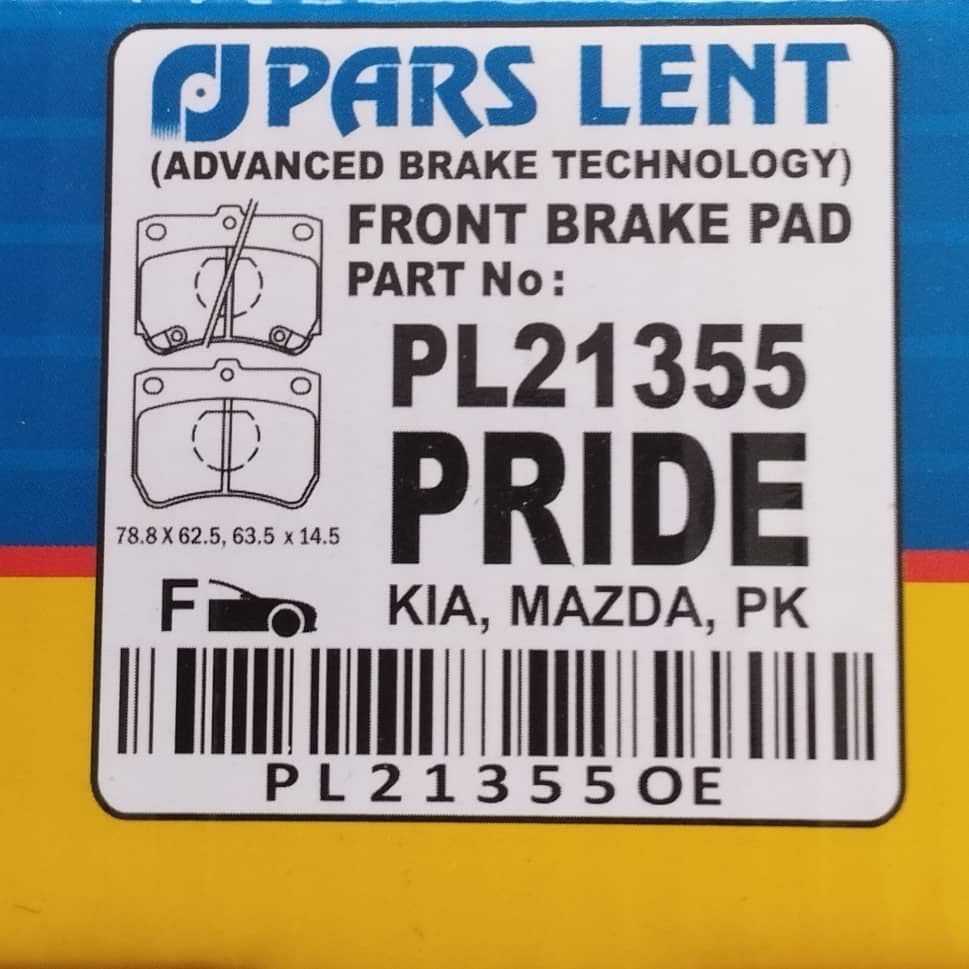 PARS LENT
(ADVANCED BRAKE TECHNOLOGY)
FRONT BRAKE PAD
PART No:
PL21355
PRIDE
78.8 X 62.5, 63.5 x 14.5
F
KIA, MAZDA, PK
PL21355OE